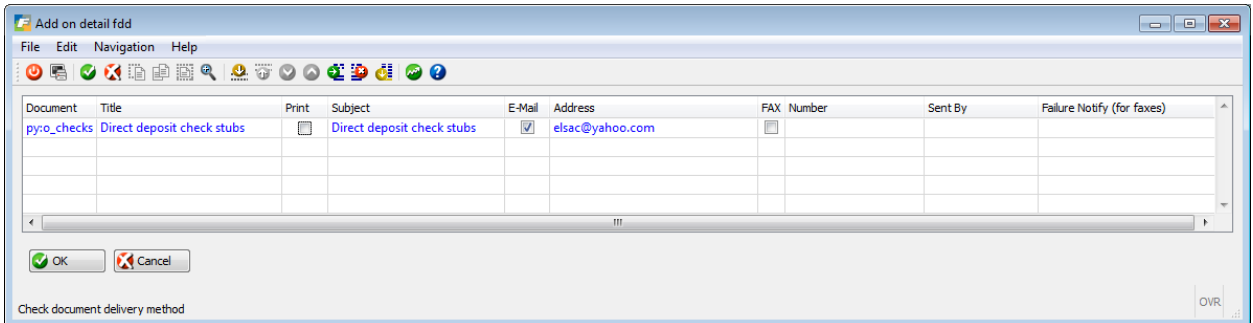 Add on detail fdd
File Edit Navigation Help
Document Title Print Subject E-Mail Address FAX Number Sent By Failure Notify (for faxes)
py:o_checks Direct deposit check stubs Direct deposit check stubs elsac@yahoo.com
OK Cancel
Check document delivery method OVR